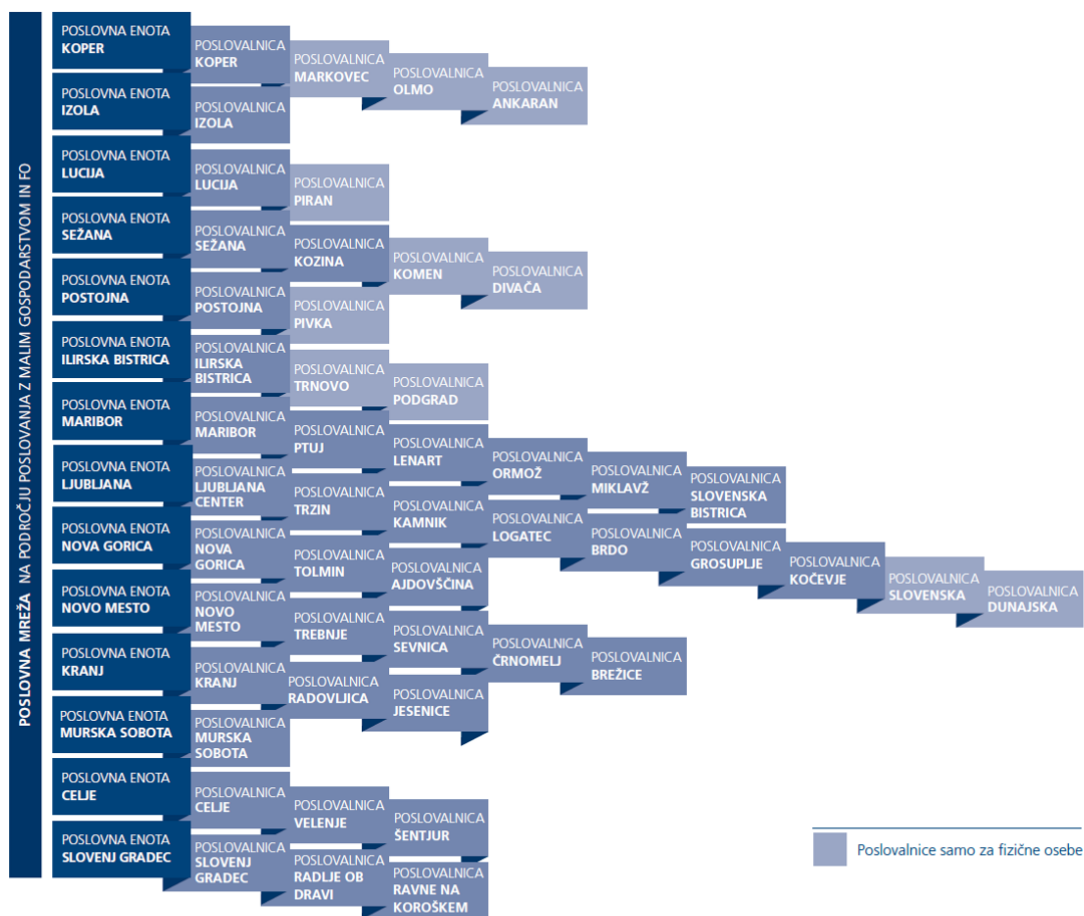 POSLOVNA MREŽA NA PODROČJU POSLOVANJA Z MALIM GOSPODARSTVOM IN FO
POSLOVNA ENOTA
KOPER
POSLOVALNICA
KOPER
POSLOVALNICA
MARKOVEC
POSLOVALNICA
OLMO
POSLOVALNICA
ANKARAN
POSLOVNA ENOTA
IZOLA
POSLOVALNICA
IZOLA
POSLOVNA ENOTA
LUCIJA
POSLOVALNICA
LUCIJA
POSLOVALNICA
PIRAN
POSLOVNA ENOTA
SEŽANA
POSLOVALNICA
SEŽANA
POSLOVALNICA
KOZINA
POSLOVALNICA
KOMEN
POSLOVALNICA
DIVAČA
POSLOVNA ENOTA
POSTOJNA
POSLOVALNICA
POSTOJNA
POSLOVALNICA
PIVKA
POSLOVNA ENOTA
ILIRSKA BISTRICA
POSLOVALNICA
ILIRSKA
BISTRICA
POSLOVALNICA
TRNOVO
POSLOVALNICA
PODGRAD
POSLOVNA ENOTA
MARIBOR
POSLOVALNICA
MARIBOR
POSLOVALNICA
PTUJ
POSLOVALNICA
LENART
POSLOVALNICA
ORMOŽ
POSLOVALNICA
MIKLAVŽ
POSLOVALNICA
SLOVENSKA
BISTRICA
POSLOVNA ENOTA
LJUBLJANA
POSLOVALNICA
LJUBLJANA
CENTER
POSLOVALNICA
TRZIN
POSLOVALNICA
KAMNIK
POSLOVALNICA
LOGATEC
POSLOVALNICA
BRDO
POSLOVALNICA
GROSUPLJE
POSLOVALNICA
KOČEVJE
POSLOVALNICA
SLOVENSKA
POSLOVALNICA
DUNAJSKA
POSLOVNA ENOTA
NOVA GORICA
POSLOVALNICA
NOVA
GORICA
POSLOVALNICA
TOLMIN
POSLOVALNICA
AJDOVŠČINA
POSLOVNA ENOTA
NOVO MESTO
POSLOVALNICA
NOVO
MESTO
POSLOVALNICA
TREBNJE
POSLOVALNICA
SEVNICA
POSLOVALNICA
ČRNOMELJ
POSLOVALNICA
BREŽICE
POSLOVNA ENOTA
KRANJ
POSLOVALNICA
KRANJ
POSLOVALNICA
RADOVLJICA
POSLOVALNICA
JESENICE
POSLOVNA ENOTA
MURSKA SOBOTA
POSLOVALNICA
MURSKA
SOBOTA
POSLOVNA ENOTA
CELJE
POSLOVALNICA
CELJE
POSLOVALNICA
VELENJE
POSLOVALNICA
ŠENTJUR
POSLOVNA ENOTA
SLOVENJ GRADEC
POSLOVALNICA
SLOVENJ
GRADEC
POSLOVALNICA
RADLJE OB
DRAVI
POSLOVALNICA
RAVNE NA
KOROŠKEM
Poslovalnice samo za fizične osebe